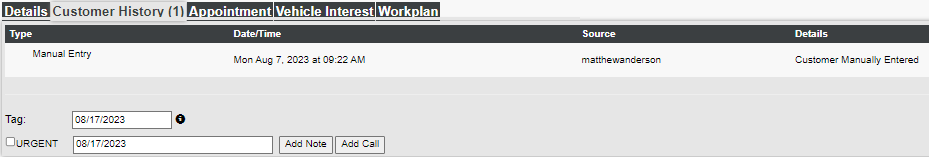 Details Customer History (1) Appointment Vehicle Interest Workplan
Type Date/Time Source Details
Manual Entry Mon Aug 7, 2023 at 09:22 AM matthewanderson Customer Manually Entered
Tag: 08/17/2023
URGENT 08/17/2023 Add Note Add Call